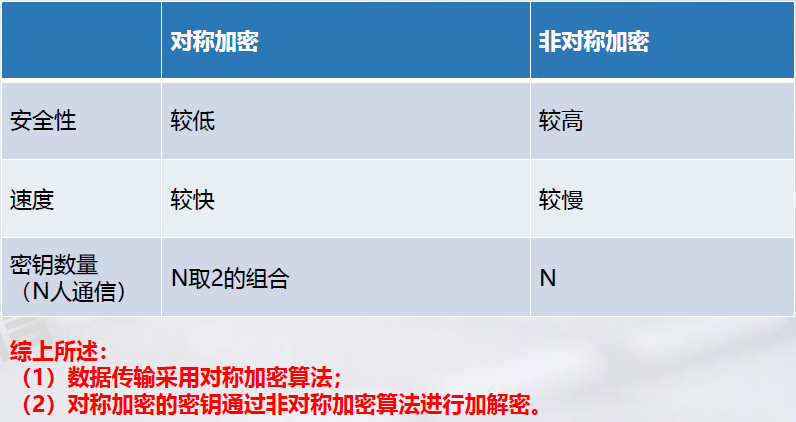 对称加密 非对称加密
安全性 较低 较高
速度 较快 较慢
密钥数量
（N人通信） N取2的组合 N
综上所述：
（1）数据传输采用对称加密算法；
（2）对称加密的密钥通过非对称加密算法进行加解密。